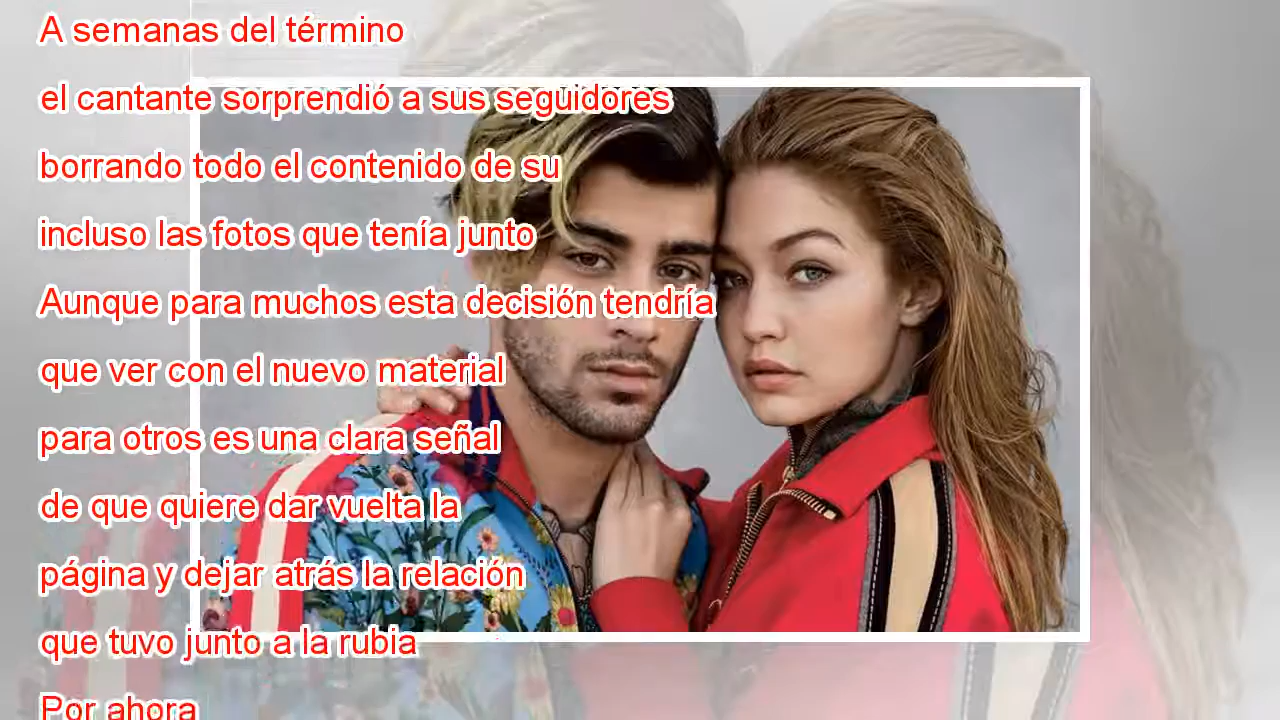 A semanas del término
el cantante sorprendió a sus seguidores
borrando todo el contenido de su
incluso las fotos que tenía junto
Aunque para muchos esta decisión tendría
que ver con el nuevo material
para otros es una clara señal
de que quiere dar vuelta la
página y dejar atrás la relación
que tuvo junto a la rubia
Por ahora